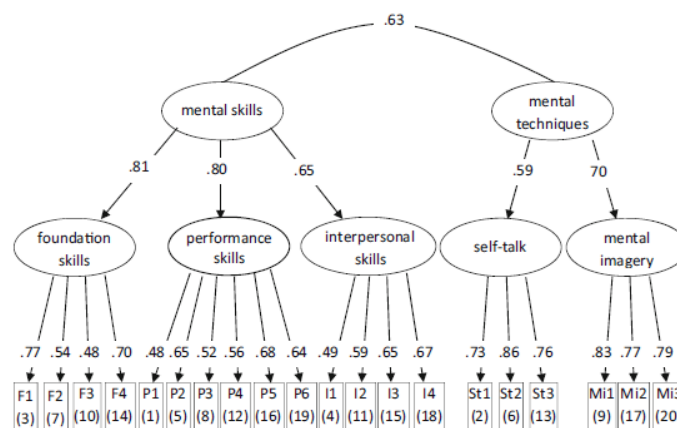 .63
mental skills
mental
techniques
.81 .80 .65 .59 70
foundation
skills
performance
skills
interpersonal
skills
self-talk
mental
imagery
.77 .54 .48 .70 .48 .65 .52 .56 .68 .64 .49 .59 .65 .67 .73 .86 .76 .83 .77 .79
F1 F2 F3 F4 P1 P2 P3 P4 P5 P6 I1 I2 I3 I4 St1 St2 St3 Mi1 Mi2 Mi3
(3) (7) (10) (14) (1) (5) (8) (12) (16) (19) (4) (11) (15) (18) (2) (6) (13) (9) (17) (20)